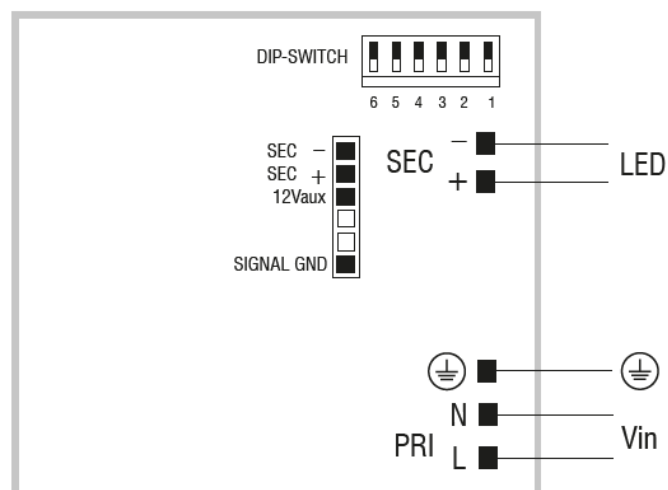 DIP-SWITCH
6 5 4 3 2 1
SEC −
SEC +
12Vaux
SIGNAL GND
SEC
−
+
LED
N
PRI
L
Vin